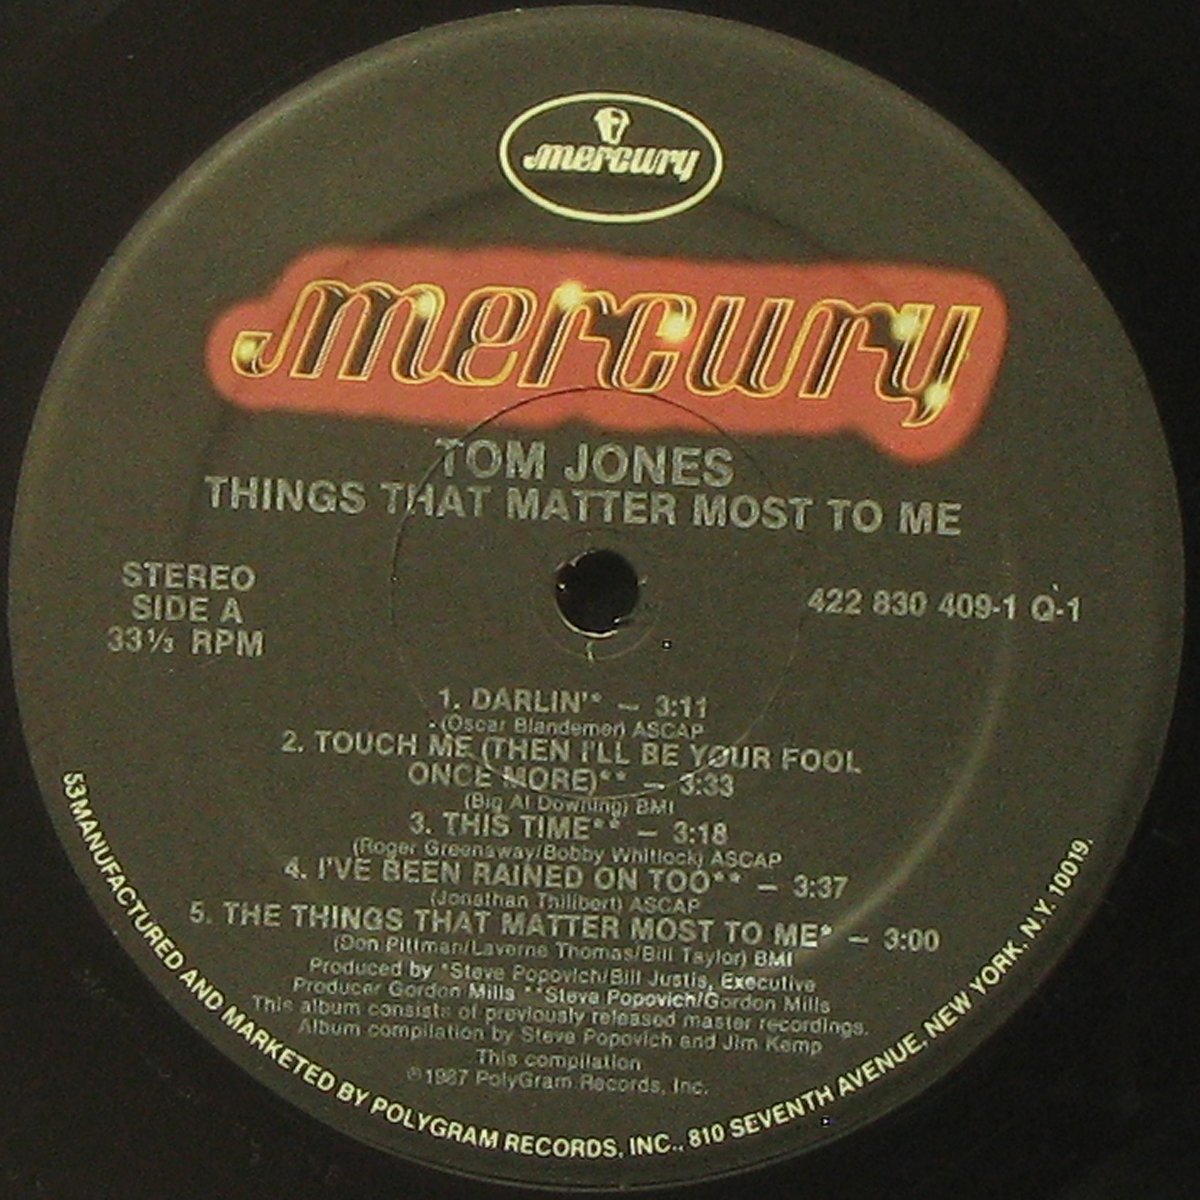 mercury
mercury
TOM JONES
THINGS THAT MATTER MOST TO ME
STEREO
SIDE A
33⅓ RPM
422 830 409-1 Q-1
1. DARLIN'* — 3:11
(Oscar Blandemer) ASCAP
2. TOUCH ME (THEN I'LL BE YOUR FOOL
ONCE MORE)** — 3:33
(Big Al Downing) BMI
3. THIS TIME** — 3:18
(Roger Greenaway/Bobby Whitlock) ASCAP
4. I'VE BEEN RAINED ON TOO** — 3:37
(Jonathan Thilibert) ASCAP
5. THE THINGS THAT MATTER MOST TO ME* — 3:00
(Don Pittman/Laverne Thomas/Bill Taylor) BMI
Produced by *Steve Popovich/Bill Justis, Executive
Producer Gordon Mills **Steve Popovich/Gordon Mills
This album consists of previously released master recordings.
Album compilation by Steve Popovich and Jim Kemp
This compilation
℗1987 PolyGram Records, Inc.
53 MANUFACTURED AND MARKETED BY POLYGRAM RECORDS, INC., 810 SEVENTH AVENUE, NEW YORK, N.Y. 10019.